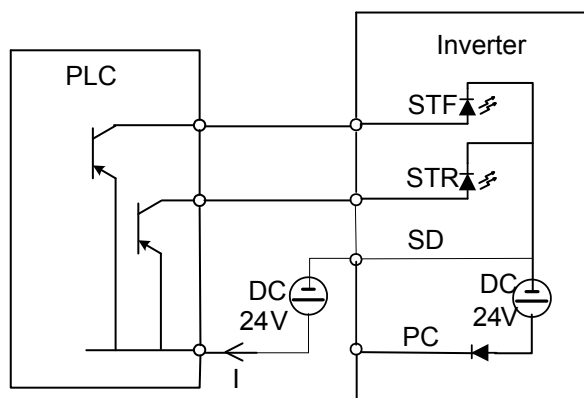 Inverter
PLC
STF
STR
SD
DC
24V
DC
24V
PC
I